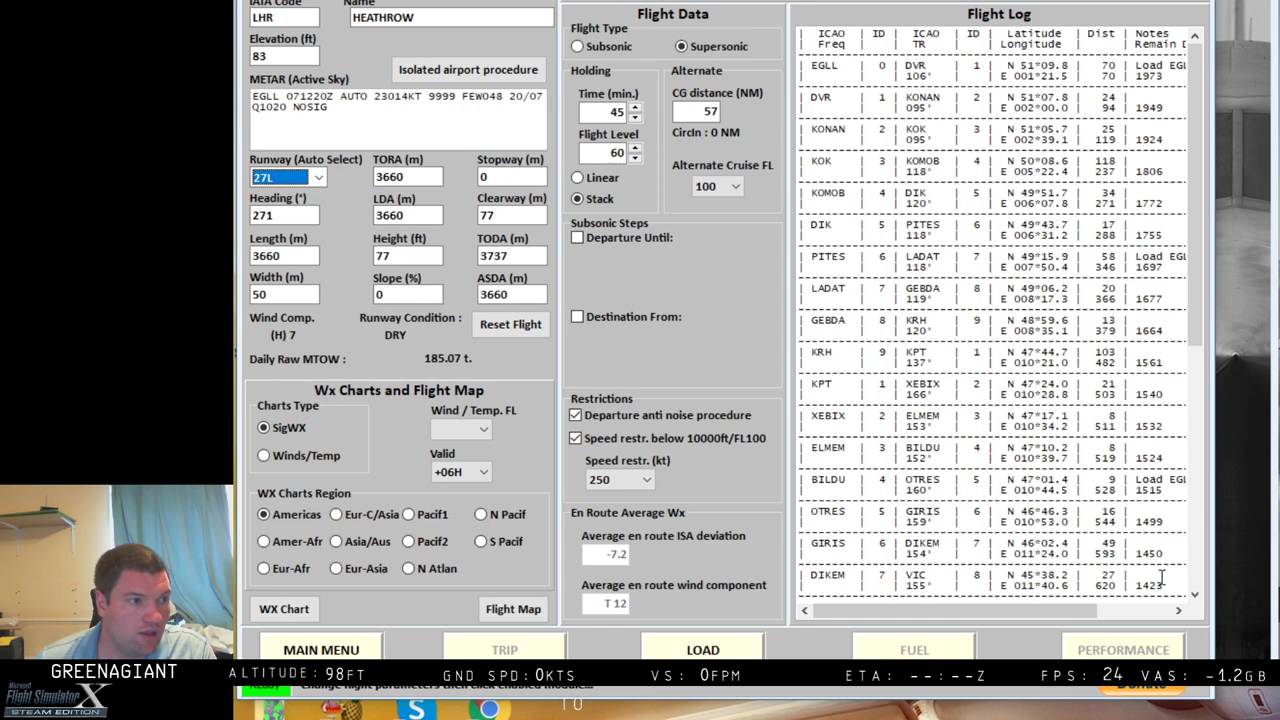 IATA Code
Name
LHR
HEATHROW
Elevation (ft)
83
METAR (Active Sky)
Isolated airport procedure
EGLL 071220Z AUTO 23014KT 9999 FEW048 20/07
Q1020 NOSIG
Runway (Auto Select)
TORA (m)
Stopway (m)
27L
3660
0
Heading (°)
LDA (m)
Clearway (m)
271
3660
77
Length (m)
Height (ft)
TODA (m)
3660
77
3737
Width (m)
Slope (%)
ASDA (m)
50
0
3660
Wind Comp.
Runway Condition :
(H) 7
DRY
Reset Flight
Daily Raw MTOW :
185.07 t.
Wx Charts and Flight Map
Charts Type
Wind / Temp. FL
SigWX
Valid
Winds/Temp
+06H
WX Charts Region
Americas
Eur-C/Asia
Pacif1
N Pacif
Amer-Afr
Asia/Aus
Pacif2
S Pacif
Eur-Afr
Eur-Asia
N Atlan
WX Chart
Flight Map
Flight Data
Flight Type
Subsonic
Supersonic
Holding
Alternate
Time (min.)
CG distance (NM)
45
57
Flight Level
CircIn : 0 NM
60
Alternate Cruise FL
Linear
100
Stack
Subsonic Steps
Departure Until:
Destination From:
Restrictions
Departure anti noise procedure
Speed restr. below 10000ft/FL100
Speed restr. (kt)
250
En Route Average Wx
Average en route ISA deviation
-7.2
Average en route wind component
T 12
Flight Log
| ICAO | ID | ICAO | ID | Latitude | Dist | Notes
| Freq | | TR | | Longitude | | Remain D
| EGLL | 0 | DVR | 1 | N 51°09.8 | 70 | Load EGL
| | | 106° | | E 001°21.5 | 70 | 1973
| DVR | 1 | KONAN | 2 | N 51°07.8 | 24 |
| | | 095° | | E 002°00.0 | 94 | 1949
| KONAN | 2 | KOK | 3 | N 51°05.7 | 25 |
| | | 095° | | E 002°39.1 | 119 | 1924
| KOK | 3 | KOMOB | 4 | N 50°08.6 | 118 |
| | | 118° | | E 005°22.4 | 237 | 1806
| KOMOB | 4 | DIK | 5 | N 49°51.7 | 34 |
| | | 120° | | E 006°07.8 | 271 | 1772
| DIK | 5 | PITES | 6 | N 49°43.7 | 17 |
| | | 118° | | E 006°31.2 | 288 | 1755
| PITES | 6 | LADAT | 7 | N 49°15.9 | 58 | Load EGL
| | | 118° | | E 007°50.4 | 346 | 1697
| LADAT | 7 | GEBDA | 8 | N 49°06.2 | 20 |
| | | 119° | | E 008°17.3 | 366 | 1677
| GEBDA | 8 | KRH | 9 | N 48°59.6 | 13 |
| | | 120° | | E 008°35.1 | 379 | 1664
| KRH | 9 | KPT | 1 | N 47°44.7 | 103 |
| | | 137° | | E 010°21.0 | 482 | 1561
| KPT | 1 | XEBIX | 2 | N 47°24.0 | 21 |
| | | 166° | | E 010°28.8 | 503 | 1540
| XEBIX | 2 | ELMEM | 3 | N 47°17.1 | 8 |
| | | 153° | | E 010°34.2 | 511 | 1532
| ELMEM | 3 | BILDU | 4 | N 47°10.2 | 8 |
| | | 152° | | E 010°39.7 | 519 | 1524
| BILDU | 4 | OTRES | 5 | N 47°01.4 | 9 | Load EGL
| | | 160° | | E 010°44.5 | 528 | 1515
| OTRES | 5 | GIRIS | 6 | N 46°46.3 | 16 |
| | | 159° | | E 010°53.0 | 544 | 1499
| GIRIS | 6 | DIKEM | 7 | N 46°02.4 | 49 |
| | | 154° | | E 011°24.0 | 593 | 1450
| DIKEM | 7 | VIC | 8 | N 45°38.2 | 27 |
| | | 155° | | E 011°40.6 | 620 | 1423
MAIN MENU
TRIP
LOAD
FUEL
PERFORMANCE
GREENAGIANT
ALTITUDE: 98FT
GND SPD: 0KTS
VS: 0FPM
ETA: --:--Z
FPS: 24
VAS: -1.2GB
Microsoft
Flight Simulator X
STEAM EDITION
TO